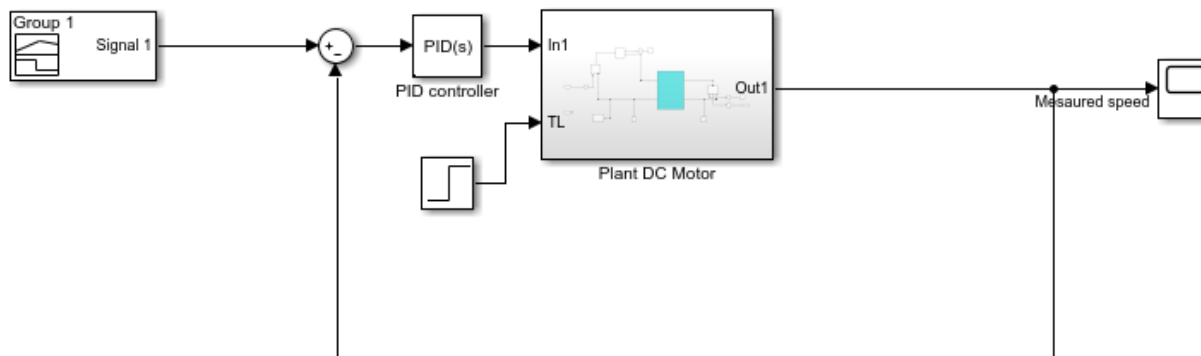 Group 1
Signal 1
+
-
PID(s)
PID controller
In1
TL
Out1
Plant DC Motor
Mesaured speed